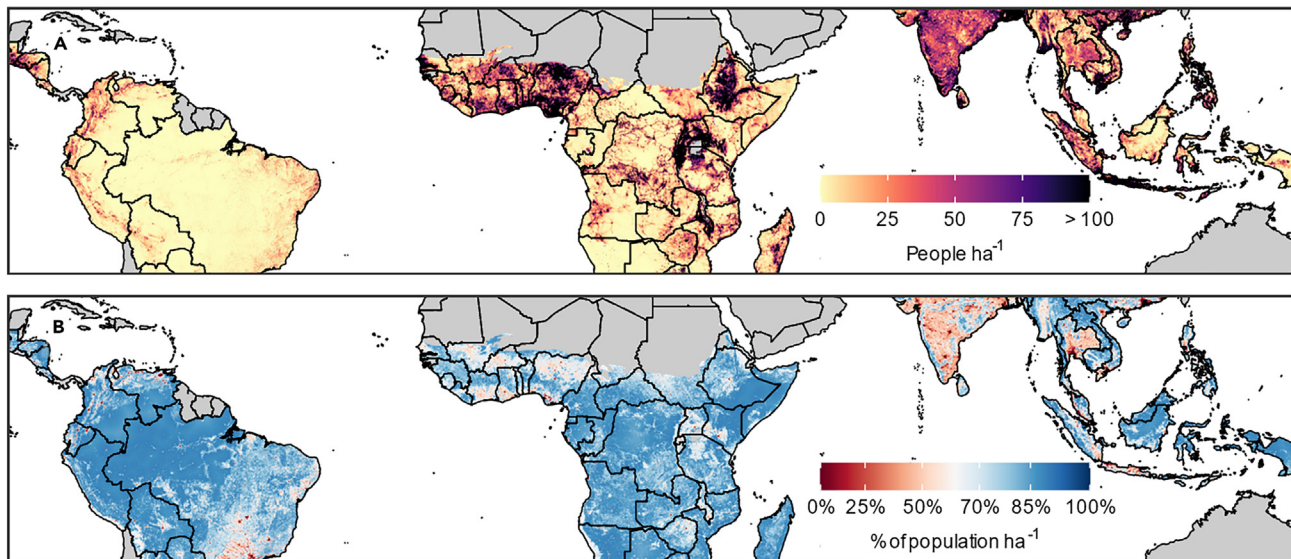 A
0 25 50 75 > 100
People ha⁻¹
B
0% 25% 50% 70% 85% 100%
% of population ha⁻¹